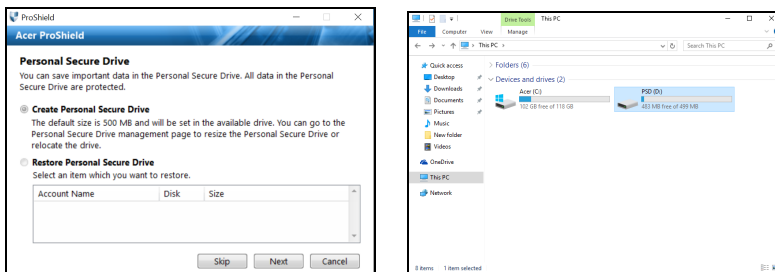 ProShield
Acer ProShield
Personal Secure Drive
You can save important data in the Personal Secure Drive. All data in the Personal
Secure Drive are protected.
Create Personal Secure Drive
The default size is 500 MB and will be set in the available drive. You can go to the
Personal Secure Drive management page to resize the Personal Secure Drive or
relocate the drive.
Restore Personal Secure Drive
Select an item which you want to restore.
Account Name Disk Size
Skip Next Cancel
Drive Tools This PC
File Computer View Manage
This PC
Search This PC
Quick access
Desktop
Downloads
Documents
Pictures
Music
New folder
Videos
OneDrive
This PC
Network
Folders (6)
Devices and drives (2)
Acer (C:)
102 GB free of 118 GB
PSD (D:)
483 MB free of 499 MB
8 items 1 item selected